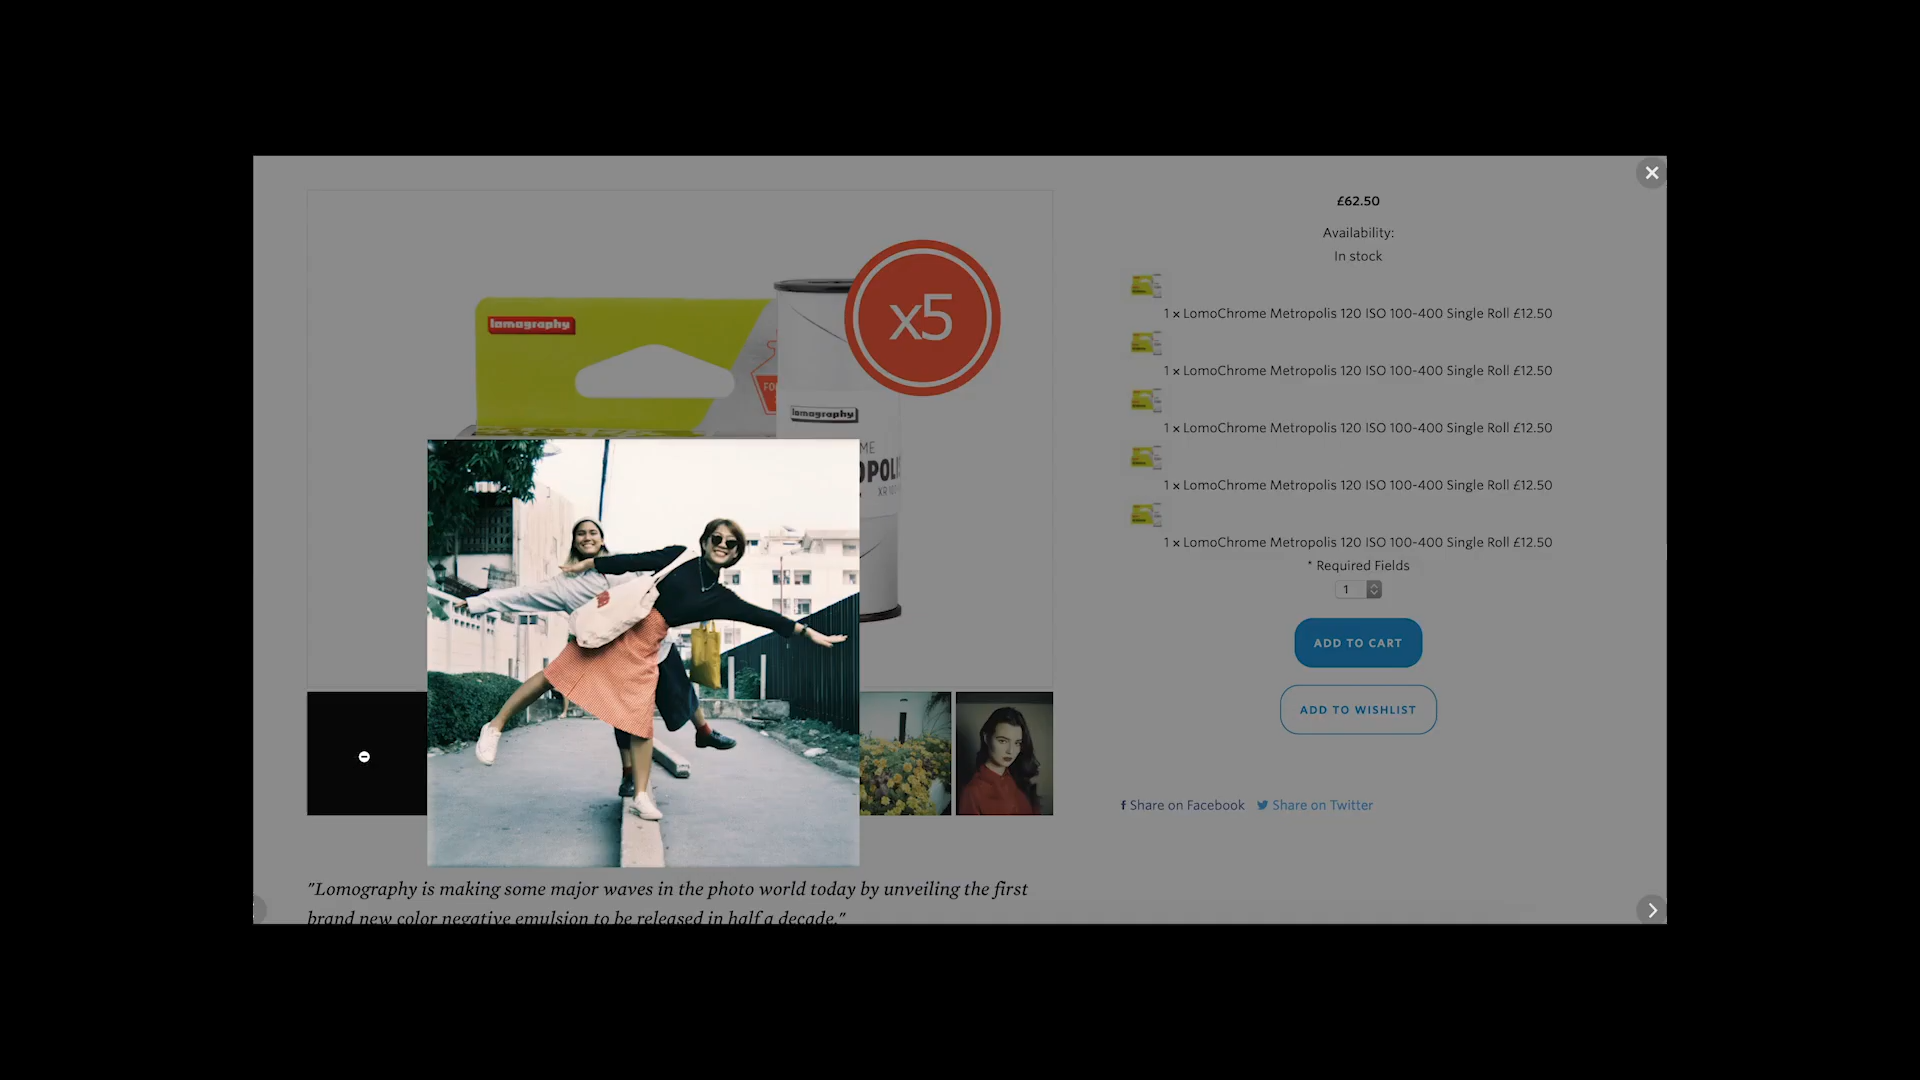 £62.50
Availability:
In stock
x5
lomography
1 × LomoChrome Metropolis 120 ISO 100-400 Single Roll £12.50
1 × LomoChrome Metropolis 120 ISO 100-400 Single Roll £12.50
lomography
1 × LomoChrome Metropolis 120 ISO 100-400 Single Roll £12.50
1 × LomoChrome Metropolis 120 ISO 100-400 Single Roll £12.50
1 × LomoChrome Metropolis 120 ISO 100-400 Single Roll £12.50
* Required Fields
1
ADD TO CART
ADD TO WISHLIST
f Share on Facebook
Share on Twitter
"Lomography is making some major waves in the photo world today by unveiling the first
brand new color negative emulsion to be released in half a decade."